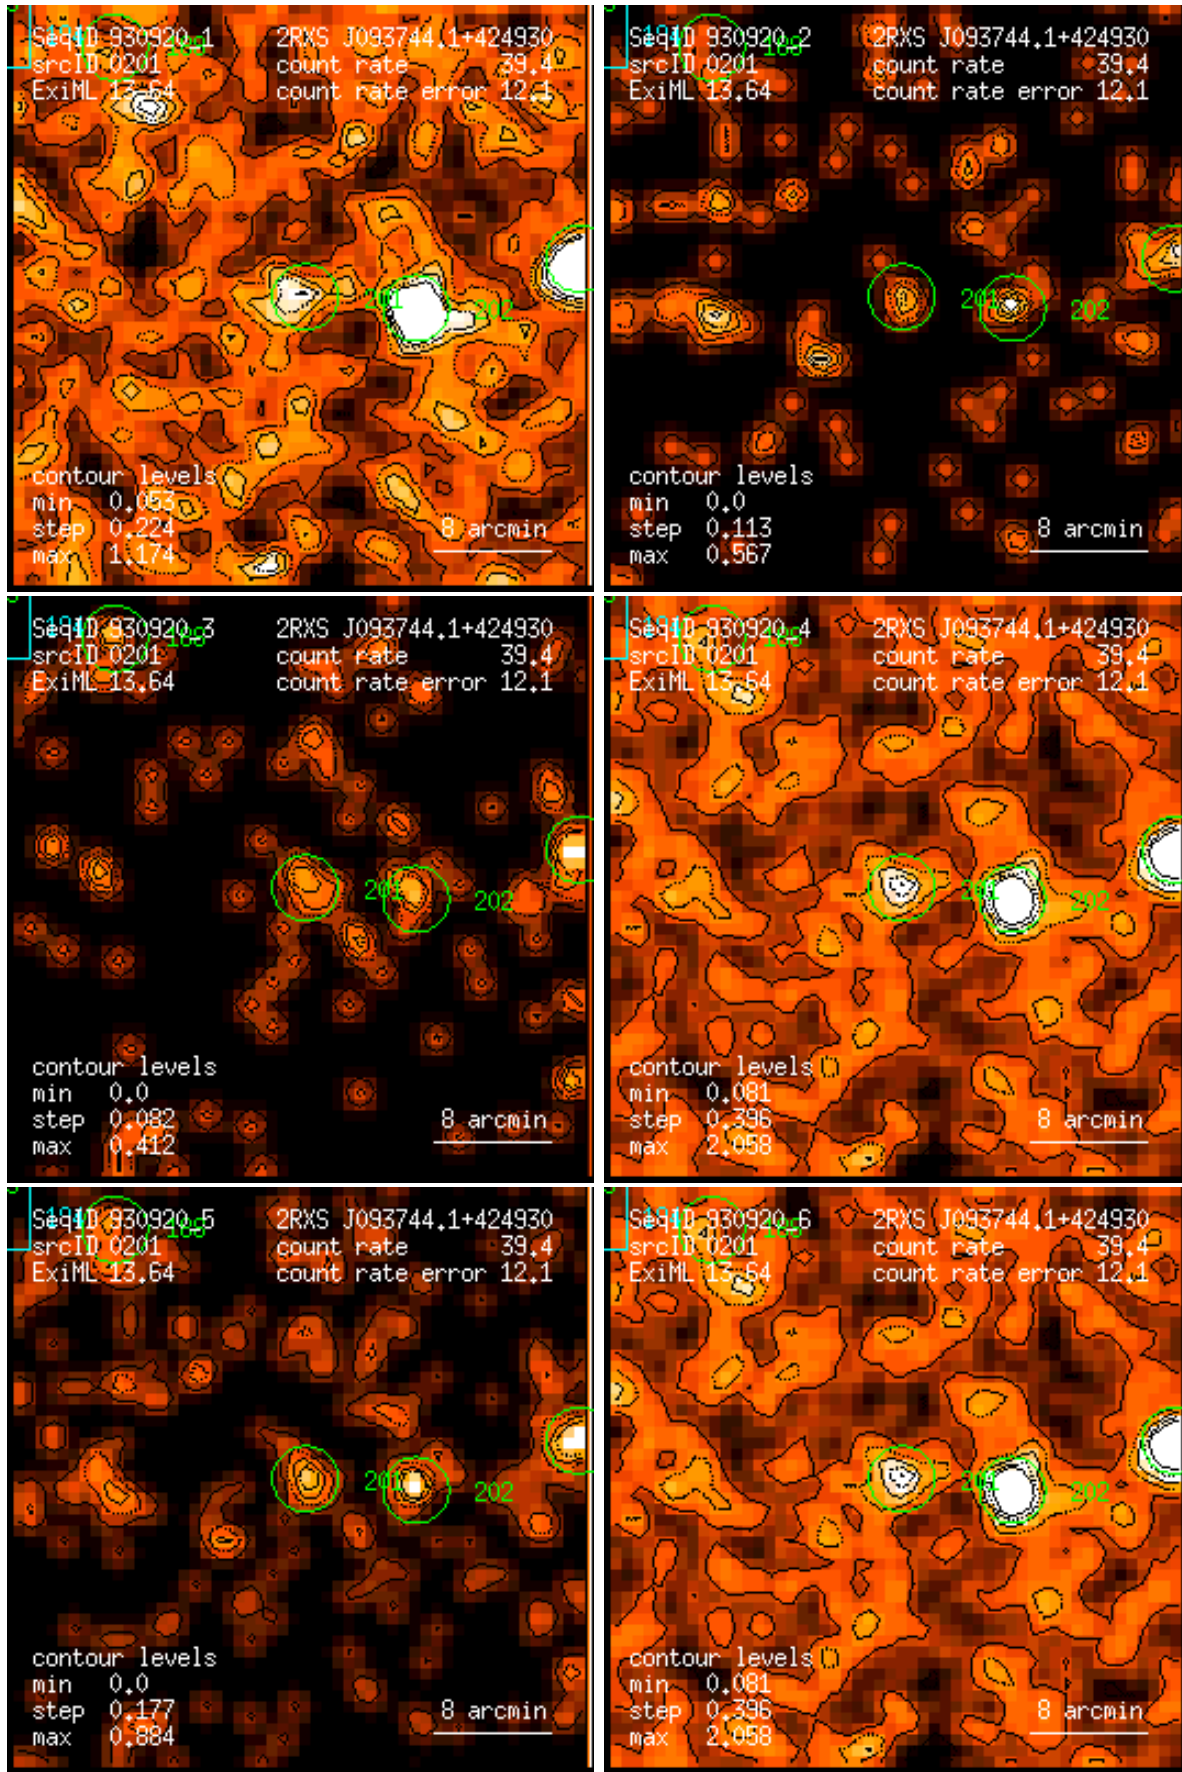 SeqID 930920_1 2RXS J093744.1+424930
srcID 0201 count rate 39.4
ExiML 13.64 count rate error 12.1
201
202
contour levels
min 0.053
step 0.224
max 1.174
8 arcmin
SeqID 930920_2 2RXS J093744.1+424930
srcID 0201 count rate 39.4
ExiML 13.64 count rate error 12.1
201
202
contour levels
min 0.0
step 0.113
max 0.567
8 arcmin
SeqID 930920_3 2RXS J093744.1+424930
srcID 0201 count rate 39.4
ExiML 13.64 count rate error 12.1
201
202
contour levels
min 0.0
step 0.082
max 0.412
8 arcmin
SeqID 930920_4 2RXS J093744.1+424930
srcID 0201 count rate 39.4
ExiML 13.64 count rate error 12.1
201
202
contour levels
min 0.081
step 0.396
max 2.058
8 arcmin
SeqID 930920_5 2RXS J093744.1+424930
srcID 0201 count rate 39.4
ExiML 13.64 count rate error 12.1
201
202
contour levels
min 0.0
step 0.177
max 0.884
8 arcmin
SeqID 930920_6 2RXS J093744.1+424930
srcID 0201 count rate 39.4
ExiML 13.64 count rate error 12.1
201
202
contour levels
min 0.081
step 0.396
max 2.058
8 arcmin